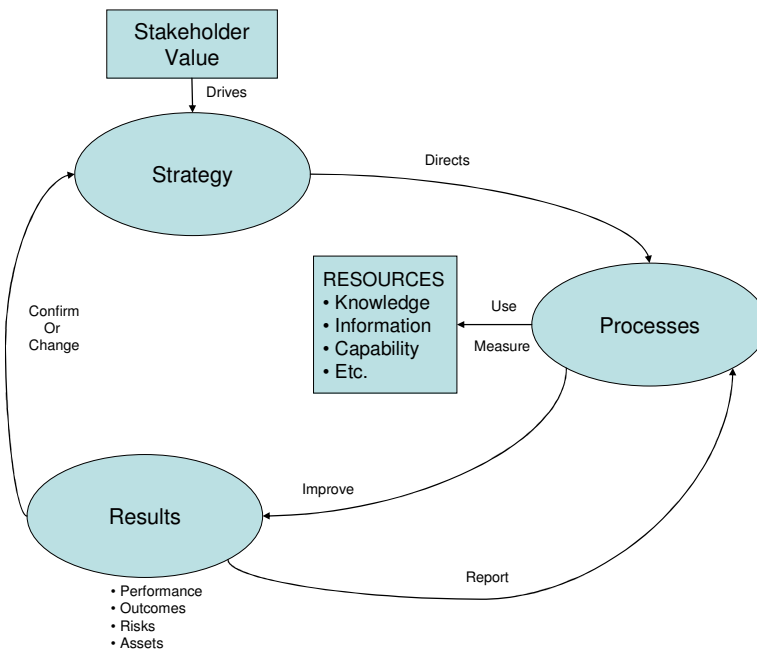 Stakeholder
Value
Drives
Strategy
Directs
RESOURCES
• Knowledge
• Information
• Capability
• Etc.
Use
Measure
Processes
Confirm
Or
Change
Improve
Results
Report
• Performance
• Outcomes
• Risks
• Assets